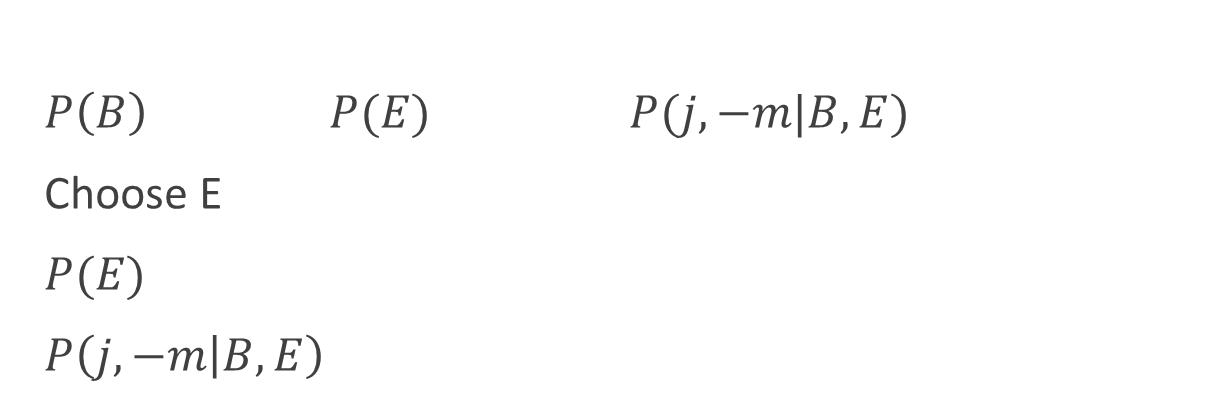 P(B) P(E) P(j, −m|B, E)
Choose E
P(E)
P(j, −m|B, E)